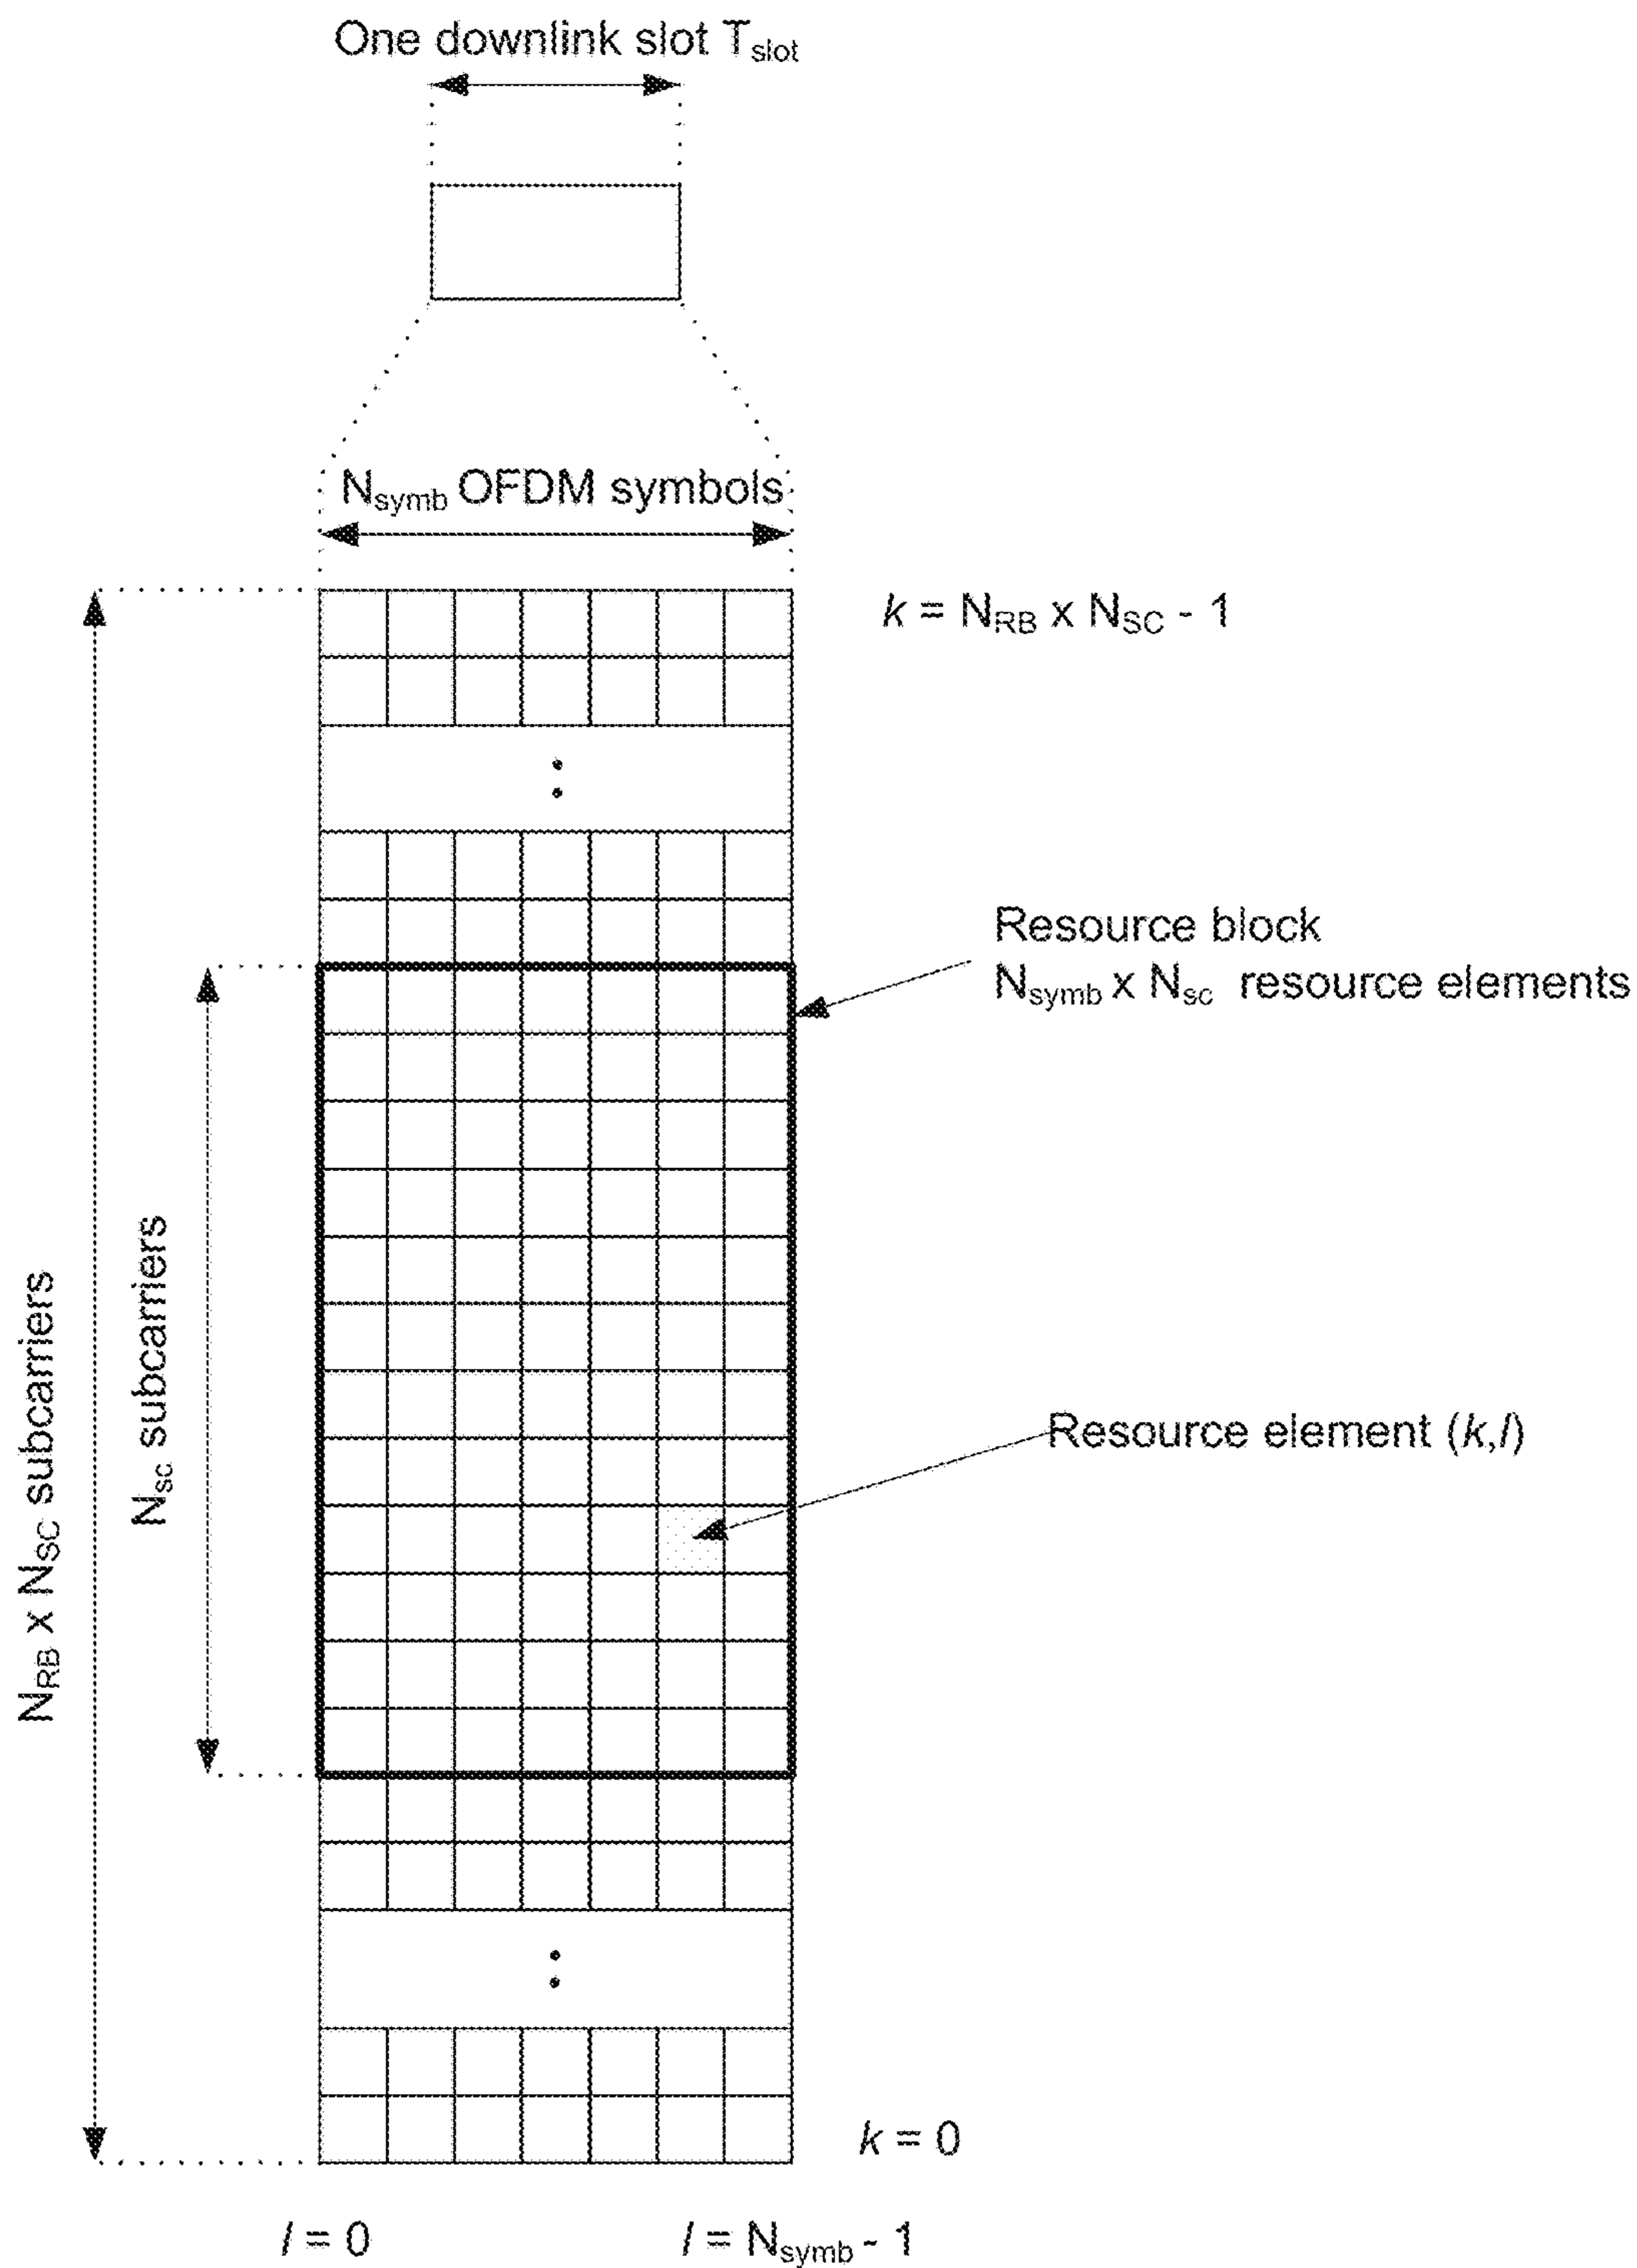 One downlink slot Tslot
Nsymb OFDM symbols
k = NRB x NSC - 1
Resource block
Nsymb x Nsc resource elements
NRB x NSC subcarriers
Nsc subcarriers
Resource element (k,l)
k = 0
l = 0
l = Nsymb - 1